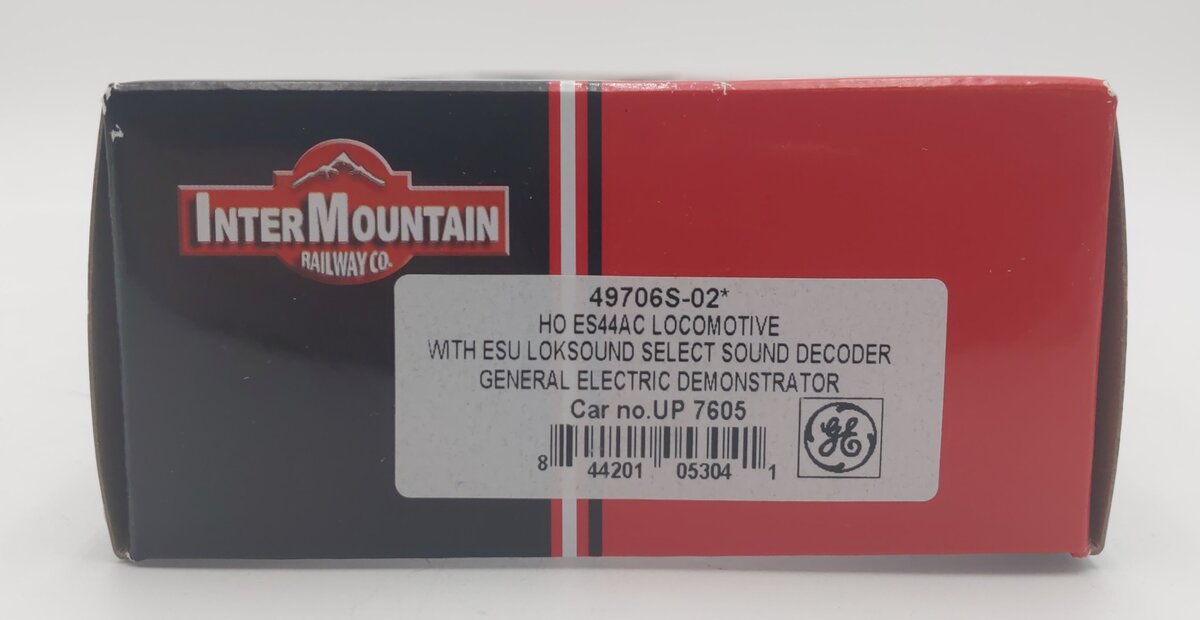 INTERMOUNTAIN
RAILWAY CO.
49706S-02*
HO ES44AC LOCOMOTIVE
WITH ESU LOKSOUND SELECT SOUND DECODER
GENERAL ELECTRIC DEMONSTRATOR
Car no.UP 7605
8 44201 05304 1
GE